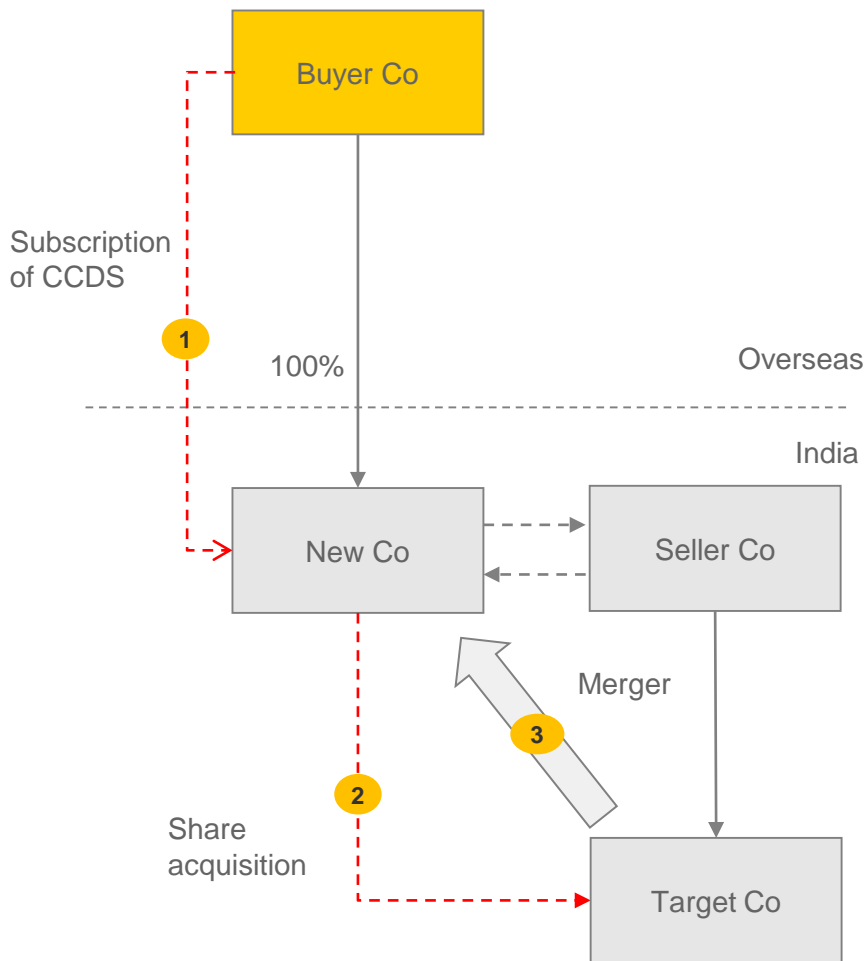 Buyer Co
Subscription
of CCDS
1
100%
Overseas
India
New Co
Seller Co
Merger
3
2
Share
acquisition
Target Co